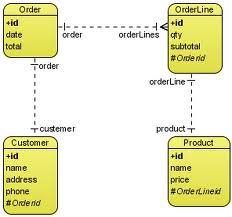 Order
+id
date
total
order
orderLines
OrderLine
+id
qty
subtotal
#Orderid
order
custemer
orderLine
product
Customer
+id
name
address
phone
#Orderid
Product
+id
name
price
#OrderLineid